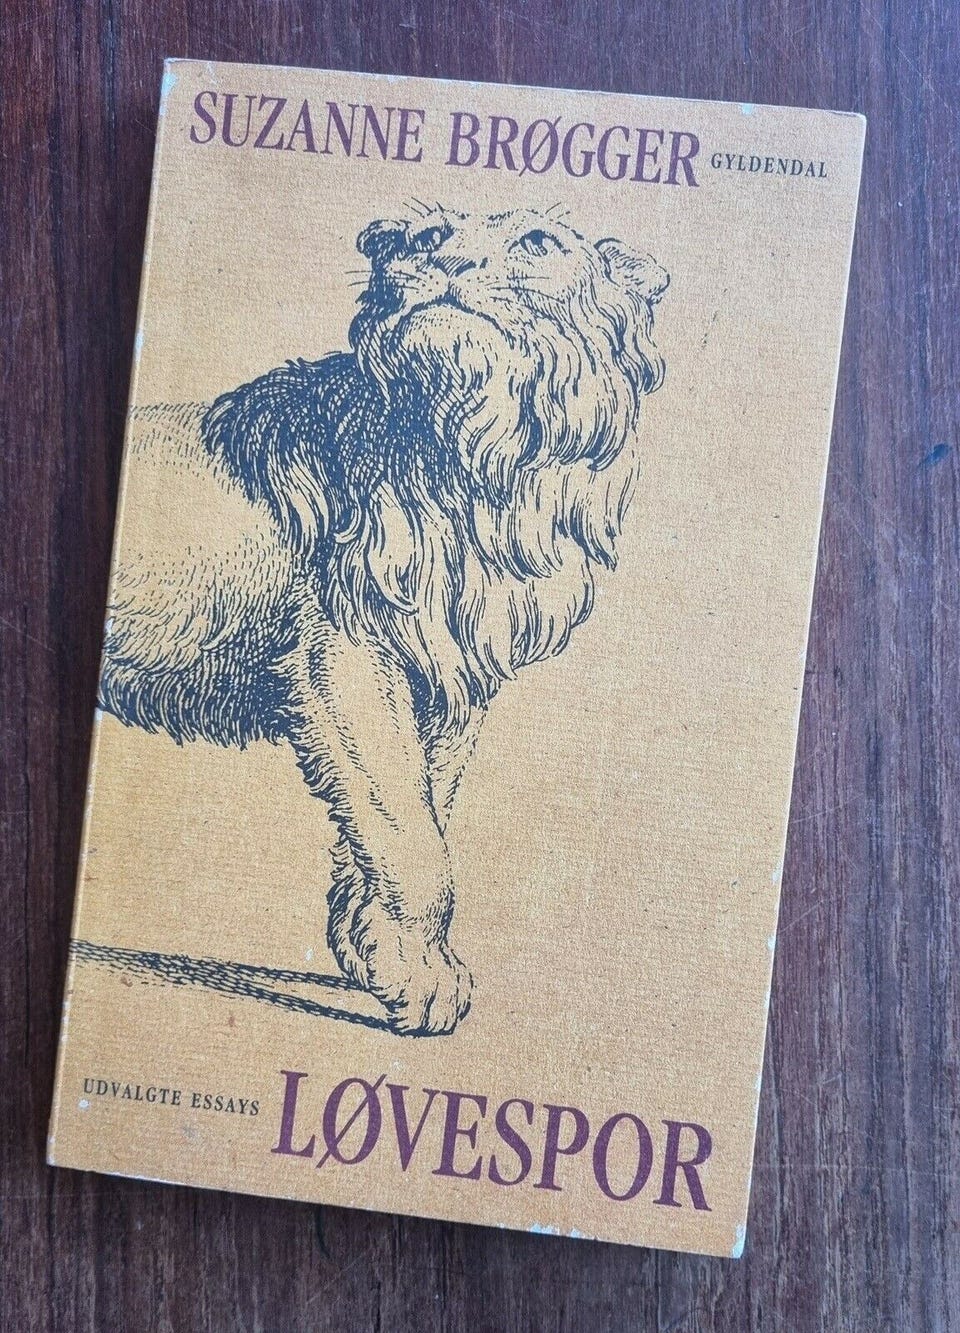 SUZANNE BRØGGER GYLDENDAL
UDVALGTE ESSAYS LØVESPOR